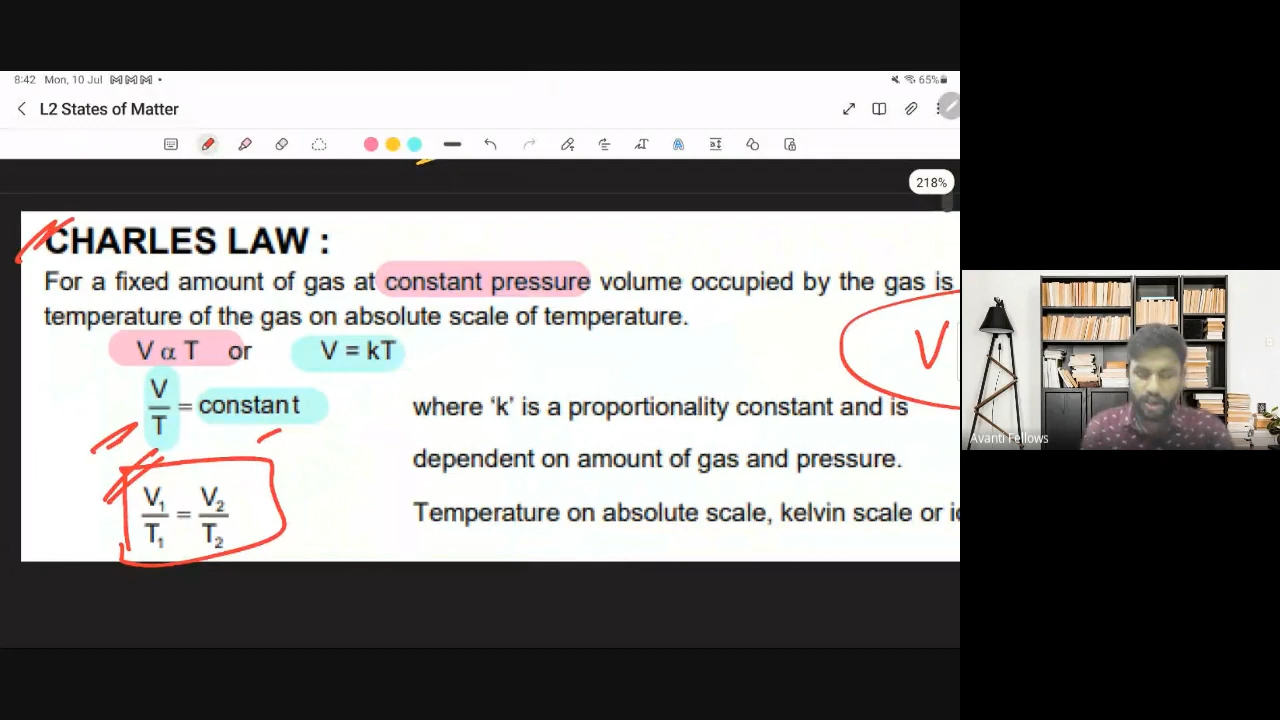 8:42 Mon, 10 Jul
65%
L2 States of Matter
218%
CHARLES LAW :
For a fixed amount of gas at constant pressure volume occupied by the gas is
temperature of the gas on absolute scale of temperature.
V α T or V = kT
V
V/T = constant
where ‘k’ is a proportionality constant and is
Avanti Fellows
dependent on amount of gas and pressure.
V₁/T₁ = V₂/T₂
Temperature on absolute scale, kelvin scale or